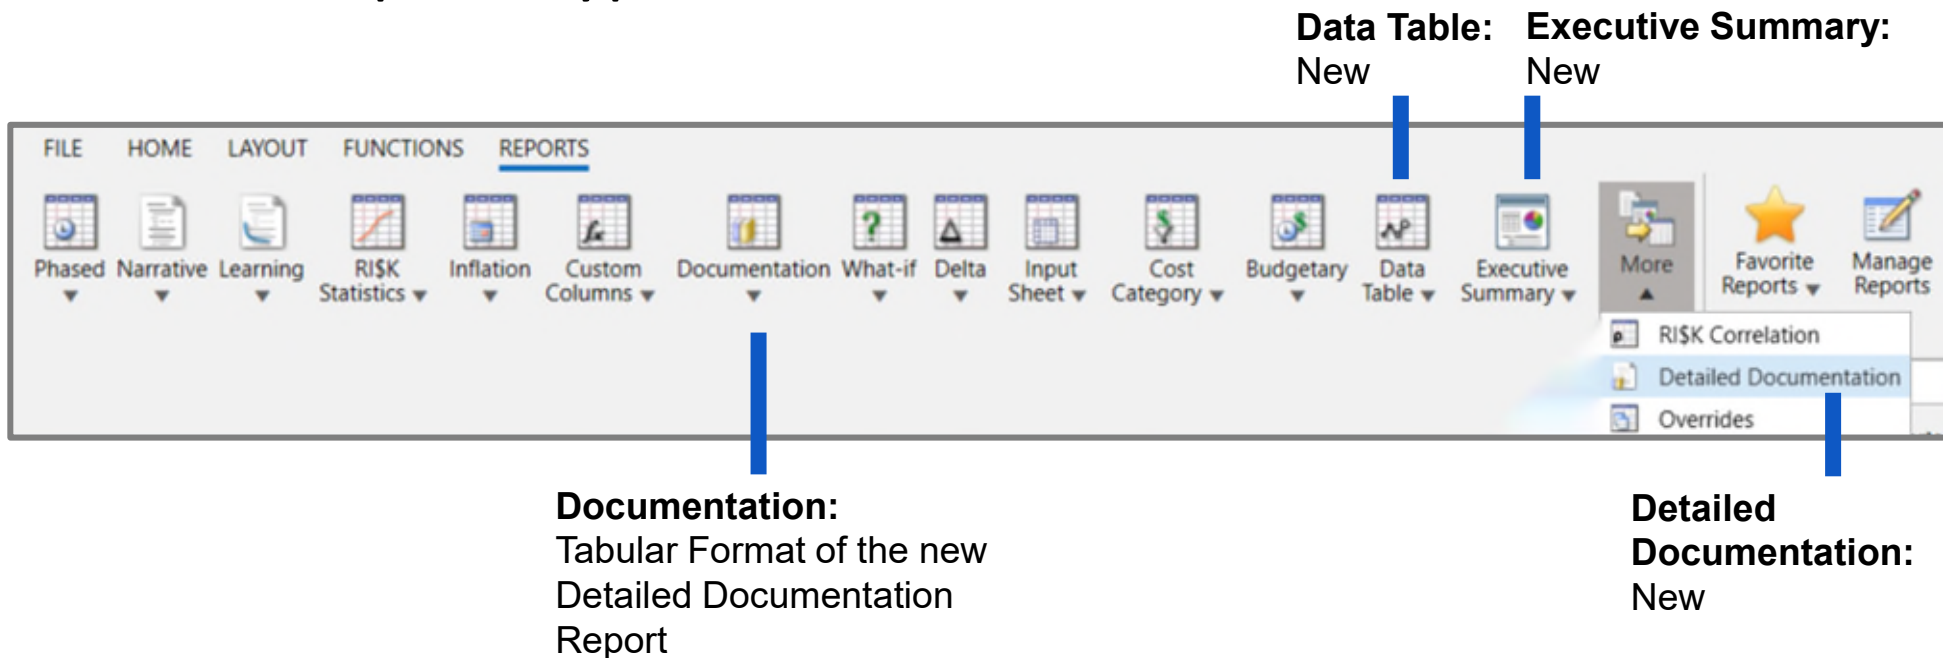 Data Table:
New
Executive Summary:
New
FILE HOME LAYOUT FUNCTIONS REPORTS
Phased
Narrative
Learning
RI$K
Statistics
Inflation
Custom
Columns
Documentation
What-if
Delta
Input
Sheet
Cost
Category
Budgetary
Data
Table
Executive
Summary
More
Favorite
Reports
Manage
Reports
RI$K Correlation
Detailed Documentation
Overrides
Documentation:
Tabular Format of the new
Detailed Documentation
Report
Detailed
Documentation:
New